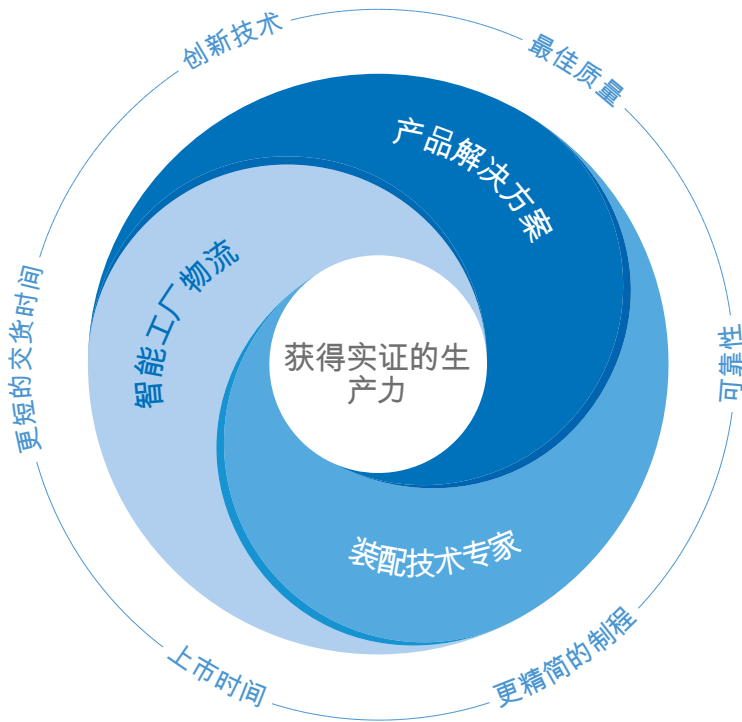 创新技术
最佳质量
产品解决方案
智能工厂物流
更短的交货时间
可靠性
获得实证的生
产力
装配技术专家
上市时间
更精简的制程